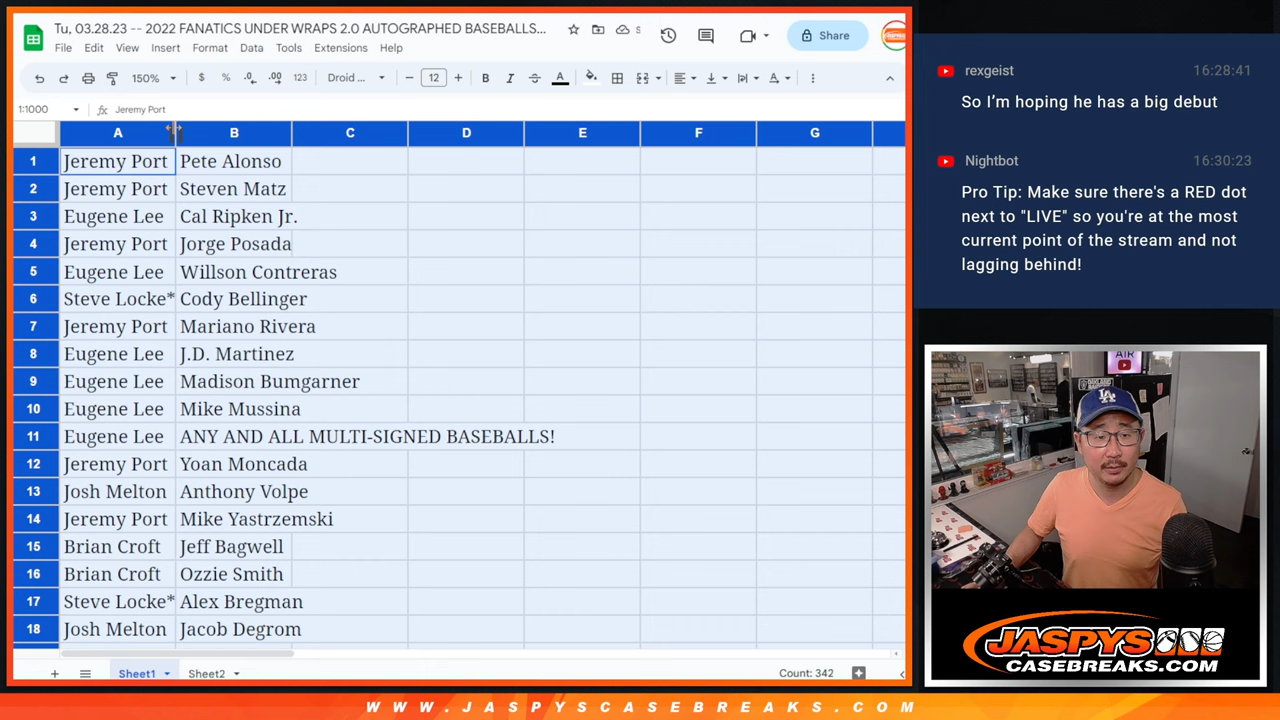 Tu, 03.28.23 -- 2022 FANATICS UNDER WRAPS 2.0 AUTOGRAPHED BASEBALLS...
S
File Edit View Insert Format Data Tools Extensions Help
Share
150% $ % .0 .00 123 Droid ... − 12 + B I S A
1:1000 fx Jeremy Port
A B C D E F G
1 Jeremy Port Pete Alonso
2 Jeremy Port Steven Matz
3 Eugene Lee Cal Ripken Jr.
4 Jeremy Port Jorge Posada
5 Eugene Lee Willson Contreras
6 Steve Locke* Cody Bellinger
7 Jeremy Port Mariano Rivera
8 Eugene Lee J.D. Martinez
9 Eugene Lee Madison Bumgarner
10 Eugene Lee Mike Mussina
11 Eugene Lee ANY AND ALL MULTI-SIGNED BASEBALLS!
12 Jeremy Port Yoan Moncada
13 Josh Melton Anthony Volpe
14 Jeremy Port Mike Yastrzemski
15 Brian Croft Jeff Bagwell
16 Brian Croft Ozzie Smith
17 Steve Locke* Alex Bregman
18 Josh Melton Jacob Degrom
+ Sheet1 Sheet2 Count: 342
rexgeist 16:28:41
So I’m hoping he has a big debut
Nightbot 16:30:23
Pro Tip: Make sure there's a RED dot
next to "LIVE" so you're at the most
current point of the stream and not
lagging behind!
AIR
LA
JASPYS
CASEBREAKS.COM
WWW.JASPYSCASEBREAKS.COM